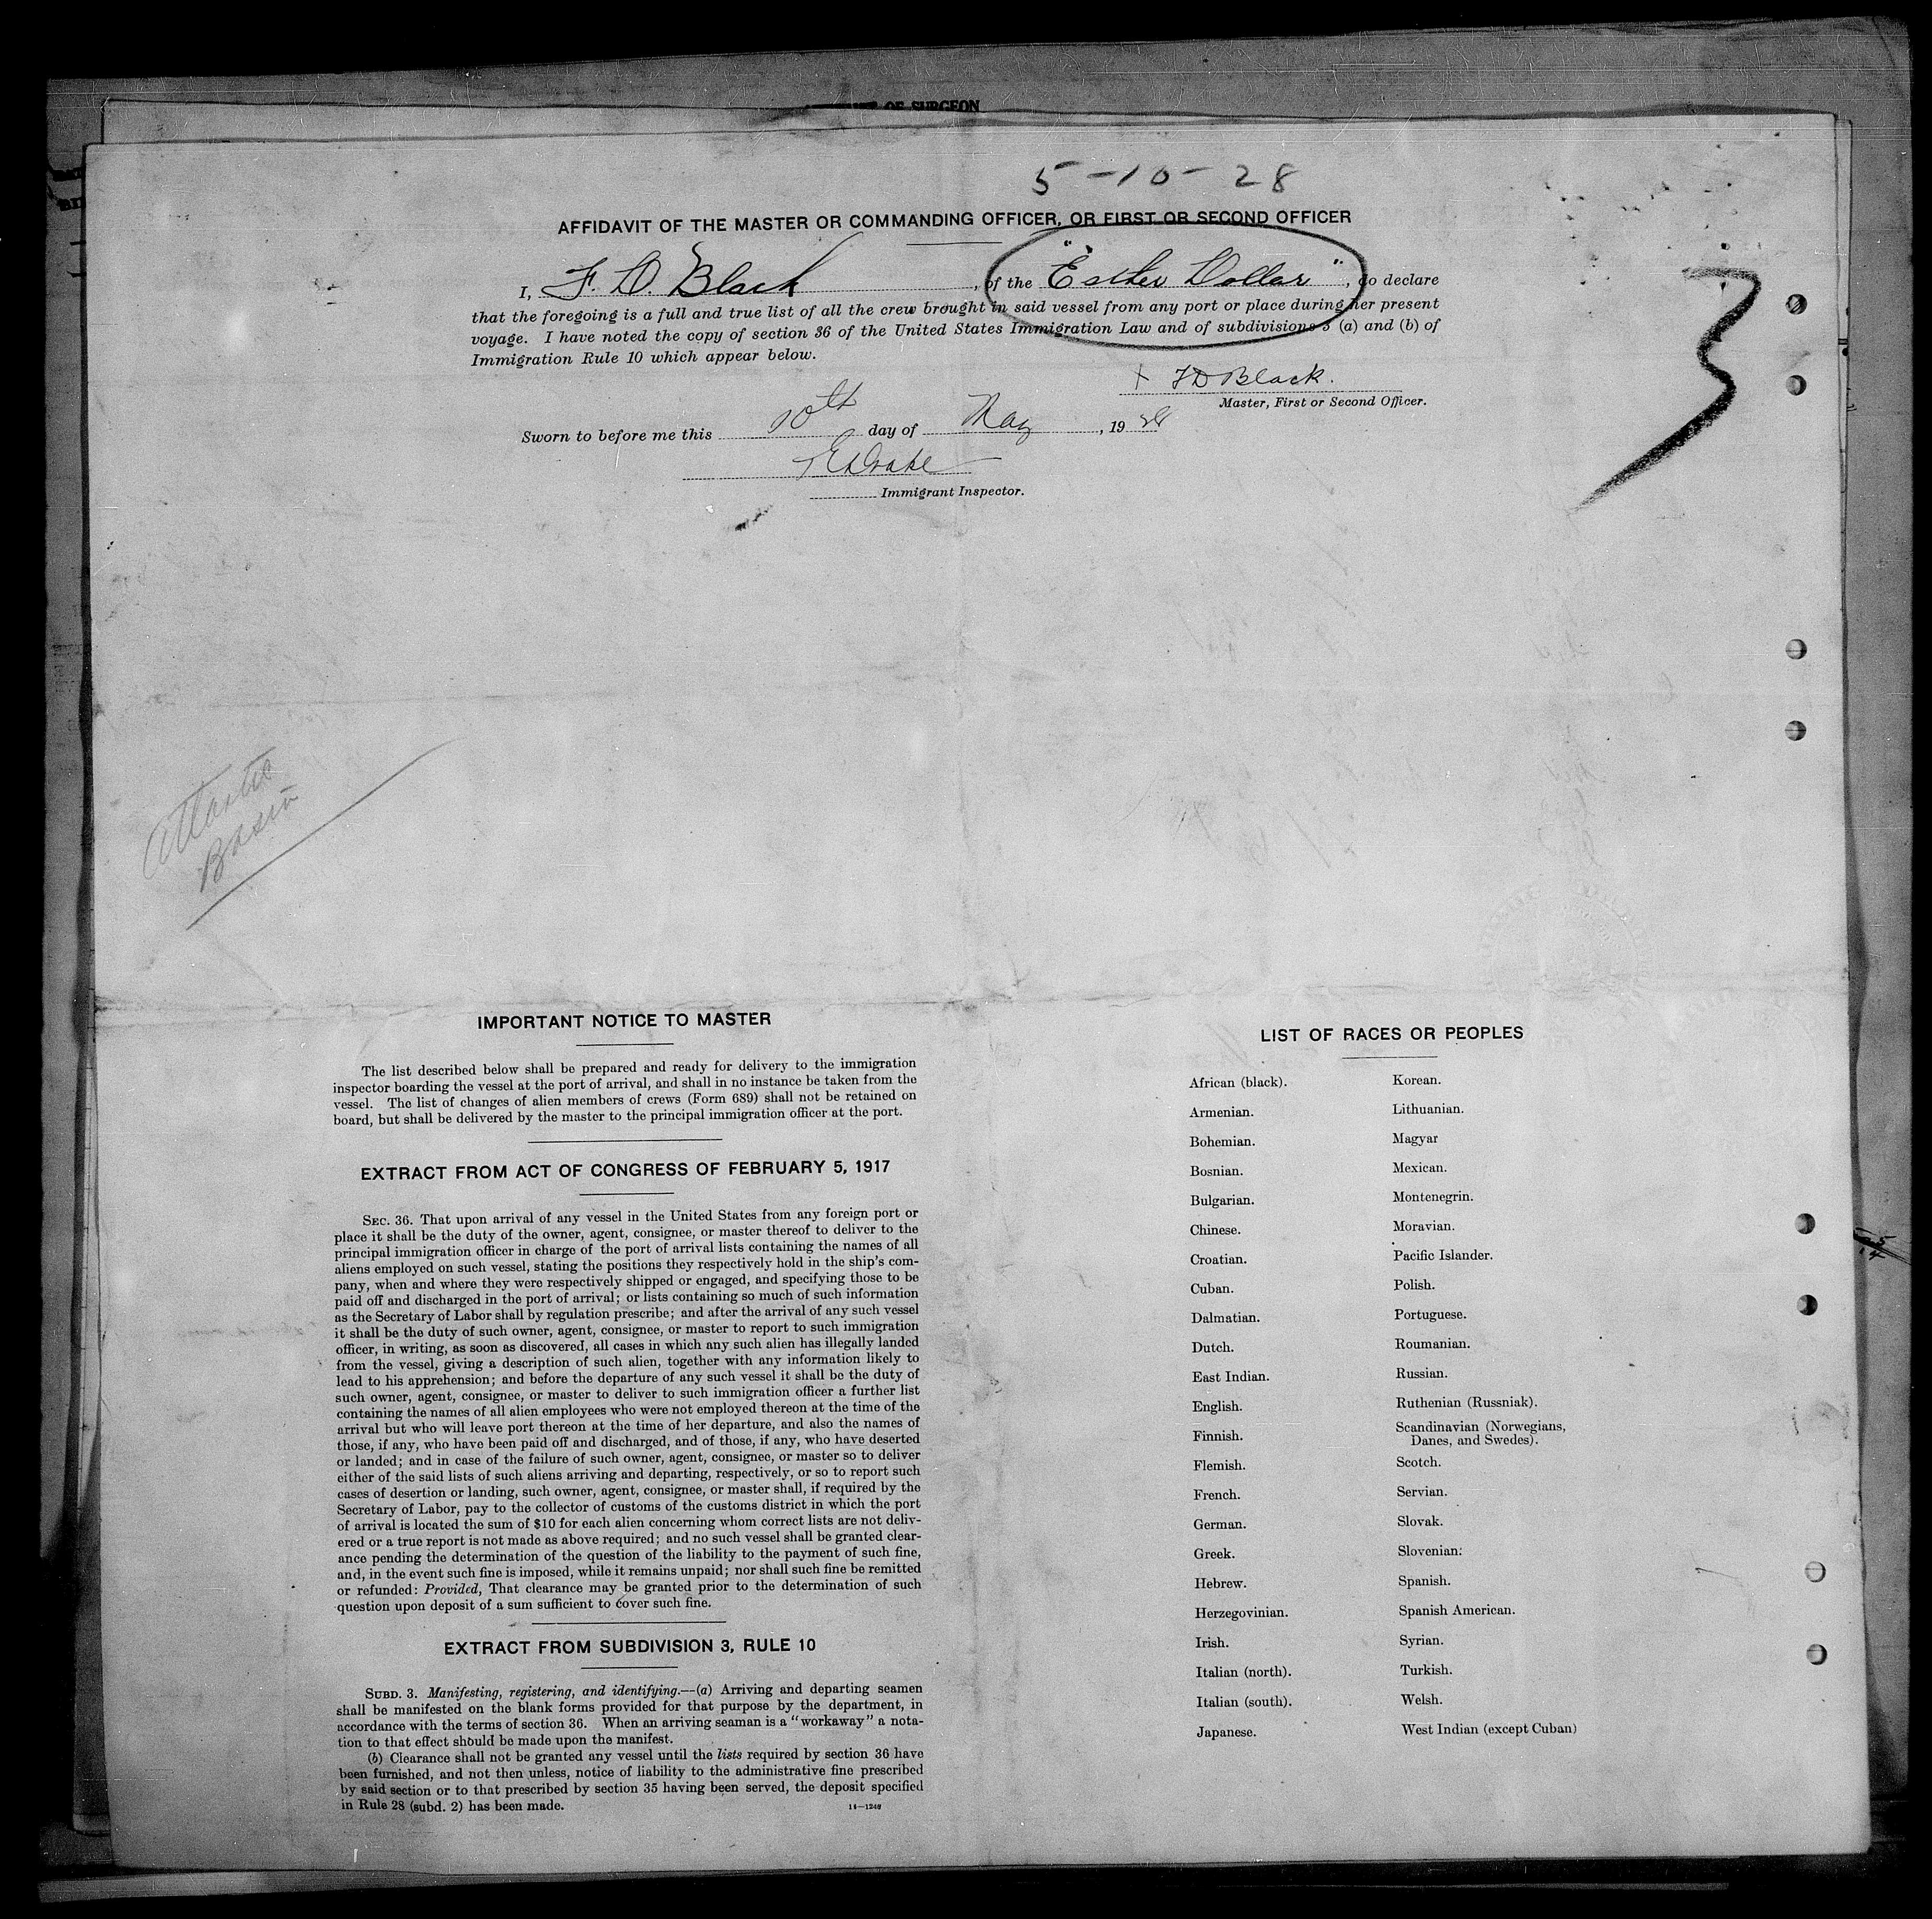 OF SURGEON
5-10-28
AFFIDAVIT OF THE MASTER OR COMMANDING OFFICER, OR FIRST OR SECOND OFFICER
I, F. D. Black, of the "Esther Dollar", do declare
that the foregoing is a full and true list of all the crew brought in said vessel from any port or place during her present
voyage. I have noted the copy of section 36 of the United States Immigration Law and of subdivisions 3 (a) and (b) of
Immigration Rule 10 which appear below.
x F D Black.
Master, First or Second Officer.
Sworn to before me this 10th day of May, 1928
Immigrant Inspector.
3
Atlantic
Basin
IMPORTANT NOTICE TO MASTER
The list described below shall be prepared and ready for delivery to the immigration
inspector boarding the vessel at the port of arrival, and shall in no instance be taken from the
vessel. The list of changes of alien members of crews (Form 689) shall not be retained on
board, but shall be delivered by the master to the principal immigration officer at the port.
EXTRACT FROM ACT OF CONGRESS OF FEBRUARY 5, 1917
SEC. 36. That upon arrival of any vessel in the United States from any foreign port or
place it shall be the duty of the owner, agent, consignee, or master thereof to deliver to the
principal immigration officer in charge of the port of arrival lists containing the names of all
aliens employed on such vessel, stating the positions they respectively hold in the ship's com-
pany, when and where they were respectively shipped or engaged, and specifying those to be
paid off and discharged in the port of arrival; or lists containing so much of such information
as the Secretary of Labor shall by regulation prescribe; and after the arrival of any such vessel
it shall be the duty of such owner, agent, consignee, or master to report to such immigration
officer, in writing, as soon as discovered, all cases in which any such alien has illegally landed
from the vessel, giving a description of such alien, together with any information likely to
lead to his apprehension; and before the departure of any such vessel it shall be the duty of
such owner, agent, consignee, or master to deliver to such immigration officer a further list
containing the names of all alien employees who were not employed thereon at the time of the
arrival but who will leave port thereon at the time of her departure, and also the names of
those, if any, who have been paid off and discharged, and of those, if any, who have deserted
or landed; and in case of the failure of such owner, agent, consignee, or master so to deliver
either of the said lists of such aliens arriving and departing, respectively, or so to report such
cases of desertion or landing, such owner, agent, consignee, or master shall, if required by the
Secretary of Labor, pay to the collector of customs of the customs district in which the port
of arrival is located the sum of $10 for each alien concerning whom correct lists are not deliv-
ered or a true report is not made as above required; and no such vessel shall be granted clear-
ance pending the determination of the question of the liability to the payment of such fine,
and, in the event such fine is imposed, while it remains unpaid; nor shall such fine be remitted
or refunded: Provided, That clearance may be granted prior to the determination of such
question upon deposit of a sum sufficient to cover such fine.
EXTRACT FROM SUBDIVISION 3, RULE 10
SUBD. 3. Manifesting, registering, and identifying.—(a) Arriving and departing seamen
shall be manifested on the blank forms provided for that purpose by the department, in
accordance with the terms of section 36. When an arriving seaman is a "workaway" a nota-
tion to that effect should be made upon the manifest.
(b) Clearance shall not be granted any vessel until the lists required by section 36 have
been furnished, and not then unless, notice of liability to the administrative fine prescribed
by said section or to that prescribed by section 35 having been served, the deposit specified
in Rule 28 (subd. 2) has been made.
14—1240
LIST OF RACES OR PEOPLES
African (black).
Armenian.
Bohemian.
Bosnian.
Bulgarian.
Chinese.
Croatian.
Cuban.
Dalmatian.
Dutch.
East Indian.
English.
Finnish.
Flemish.
French.
German.
Greek.
Hebrew.
Herzegovinian.
Irish.
Italian (north).
Italian (south).
Japanese.
Korean.
Lithuanian.
Magyar
Mexican.
Montenegrin.
Moravian.
Pacific Islander.
Polish.
Portuguese.
Roumanian.
Russian.
Ruthenian (Russniak).
Scandinavian (Norwegians,
Danes, and Swedes).
Scotch.
Servian.
Slovak.
Slovenian.
Spanish.
Spanish American.
Syrian.
Turkish.
Welsh.
West Indian (except Cuban)